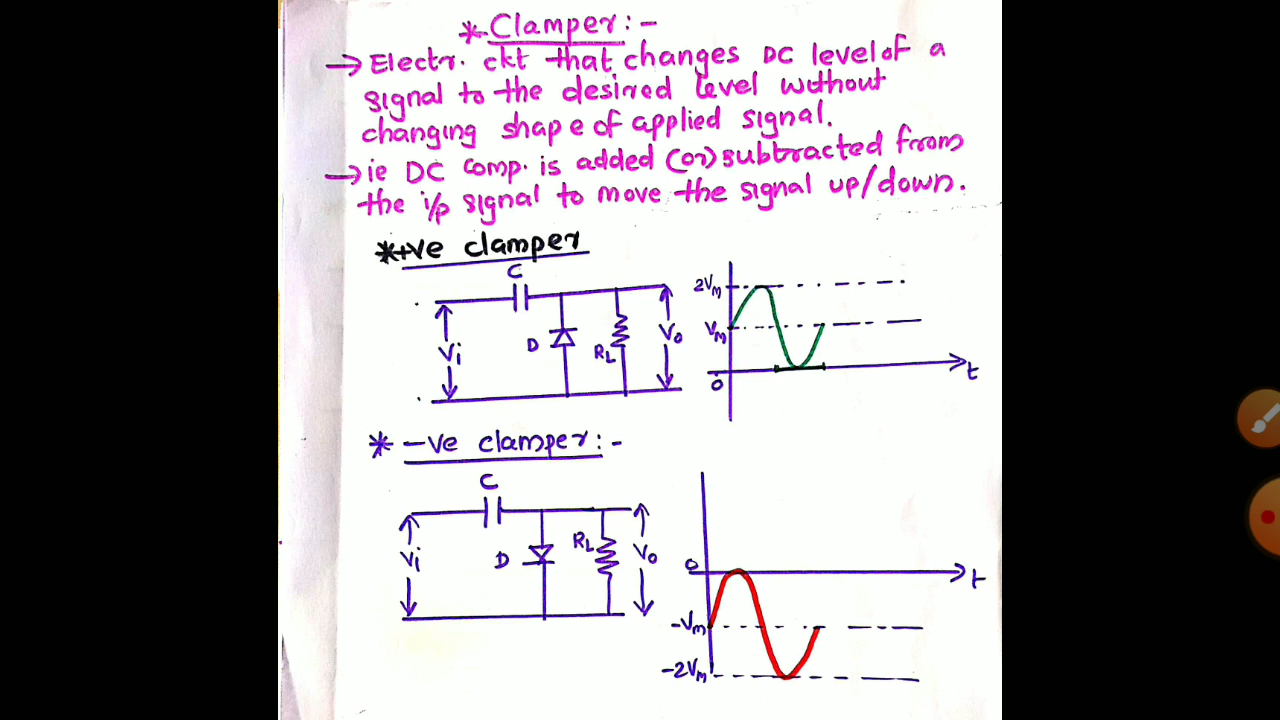 * Clamper:-
→ Electr. ckt that changes DC level of a
signal to the desired level without
changing shape of applied signal.
→ ie DC comp. is added (or) subtracted from
the i/p signal to move the signal up/down.
*+ve clamper
C
Vi
D
RL
Vo
2Vm
Vm
0
t
* -ve clamper:-
C
Vi
D
RL
Vo
0
t
-Vm
-2Vm